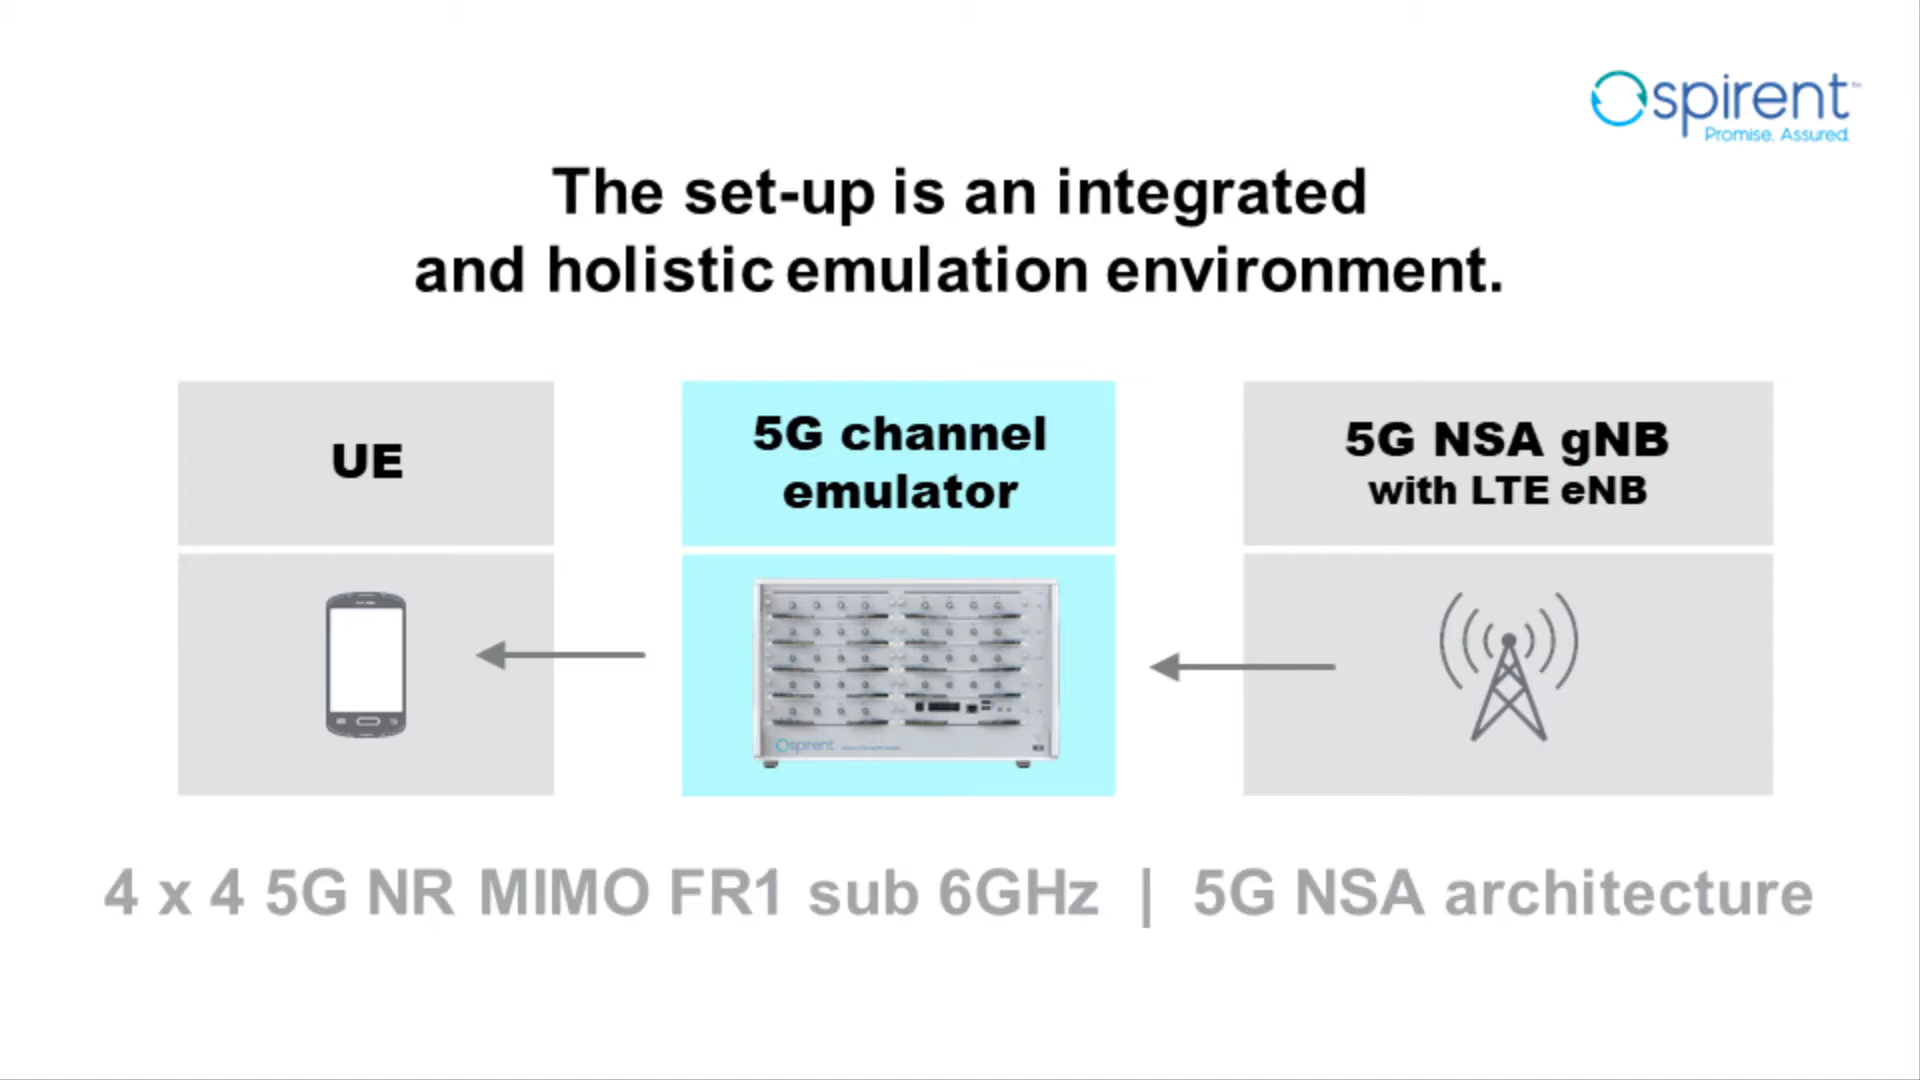 spirent™
Promise. Assured.
The set-up is an integrated
and holistic emulation environment.
UE
5G channel
emulator
5G NSA gNB
with LTE eNB
spirent
4 x 4 5G NR MIMO FR1 sub 6GHz | 5G NSA architecture